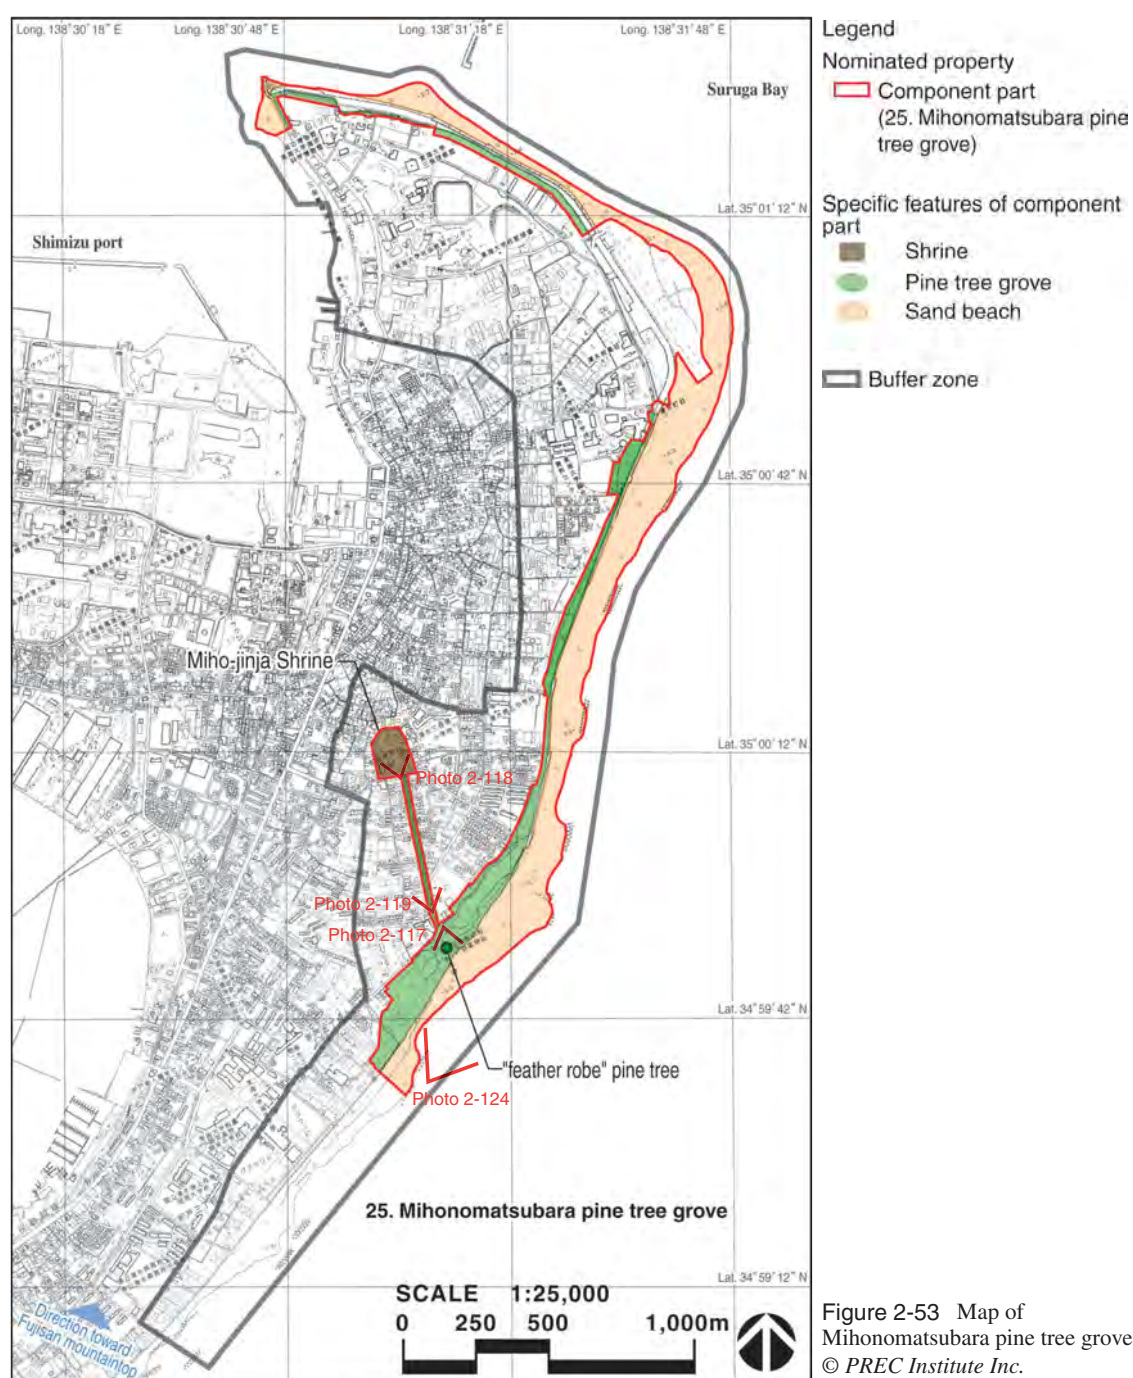 Long. 138°30'18" E
Long. 138°30'48" E
Long. 138°31'18" E
Long. 138°31'48" E
Suruga Bay
Lat. 35°01'12" N
Shimizu port
Lat. 35°00'42" N
Miho-jinja Shrine
Lat. 35°00'12" N
Photo 2-118
Photo 2-119
Photo 2-117
Lat. 34°59'42" N
"feather robe" pine tree
Photo 2-124
25. Mihonomatsubara pine tree grove
Lat. 34°59'12" N
SCALE 1:25,000
0 250 500 1,000m
Direction toward
Fujisan mountaintop
Legend
Nominated property
Component part
(25. Mihonomatsubara pine
tree grove)
Specific features of component
part
Shrine
Pine tree grove
Sand beach
Buffer zone
Figure 2-53 Map of
Mihonomatsubara pine tree grove
© PREC Institute Inc.